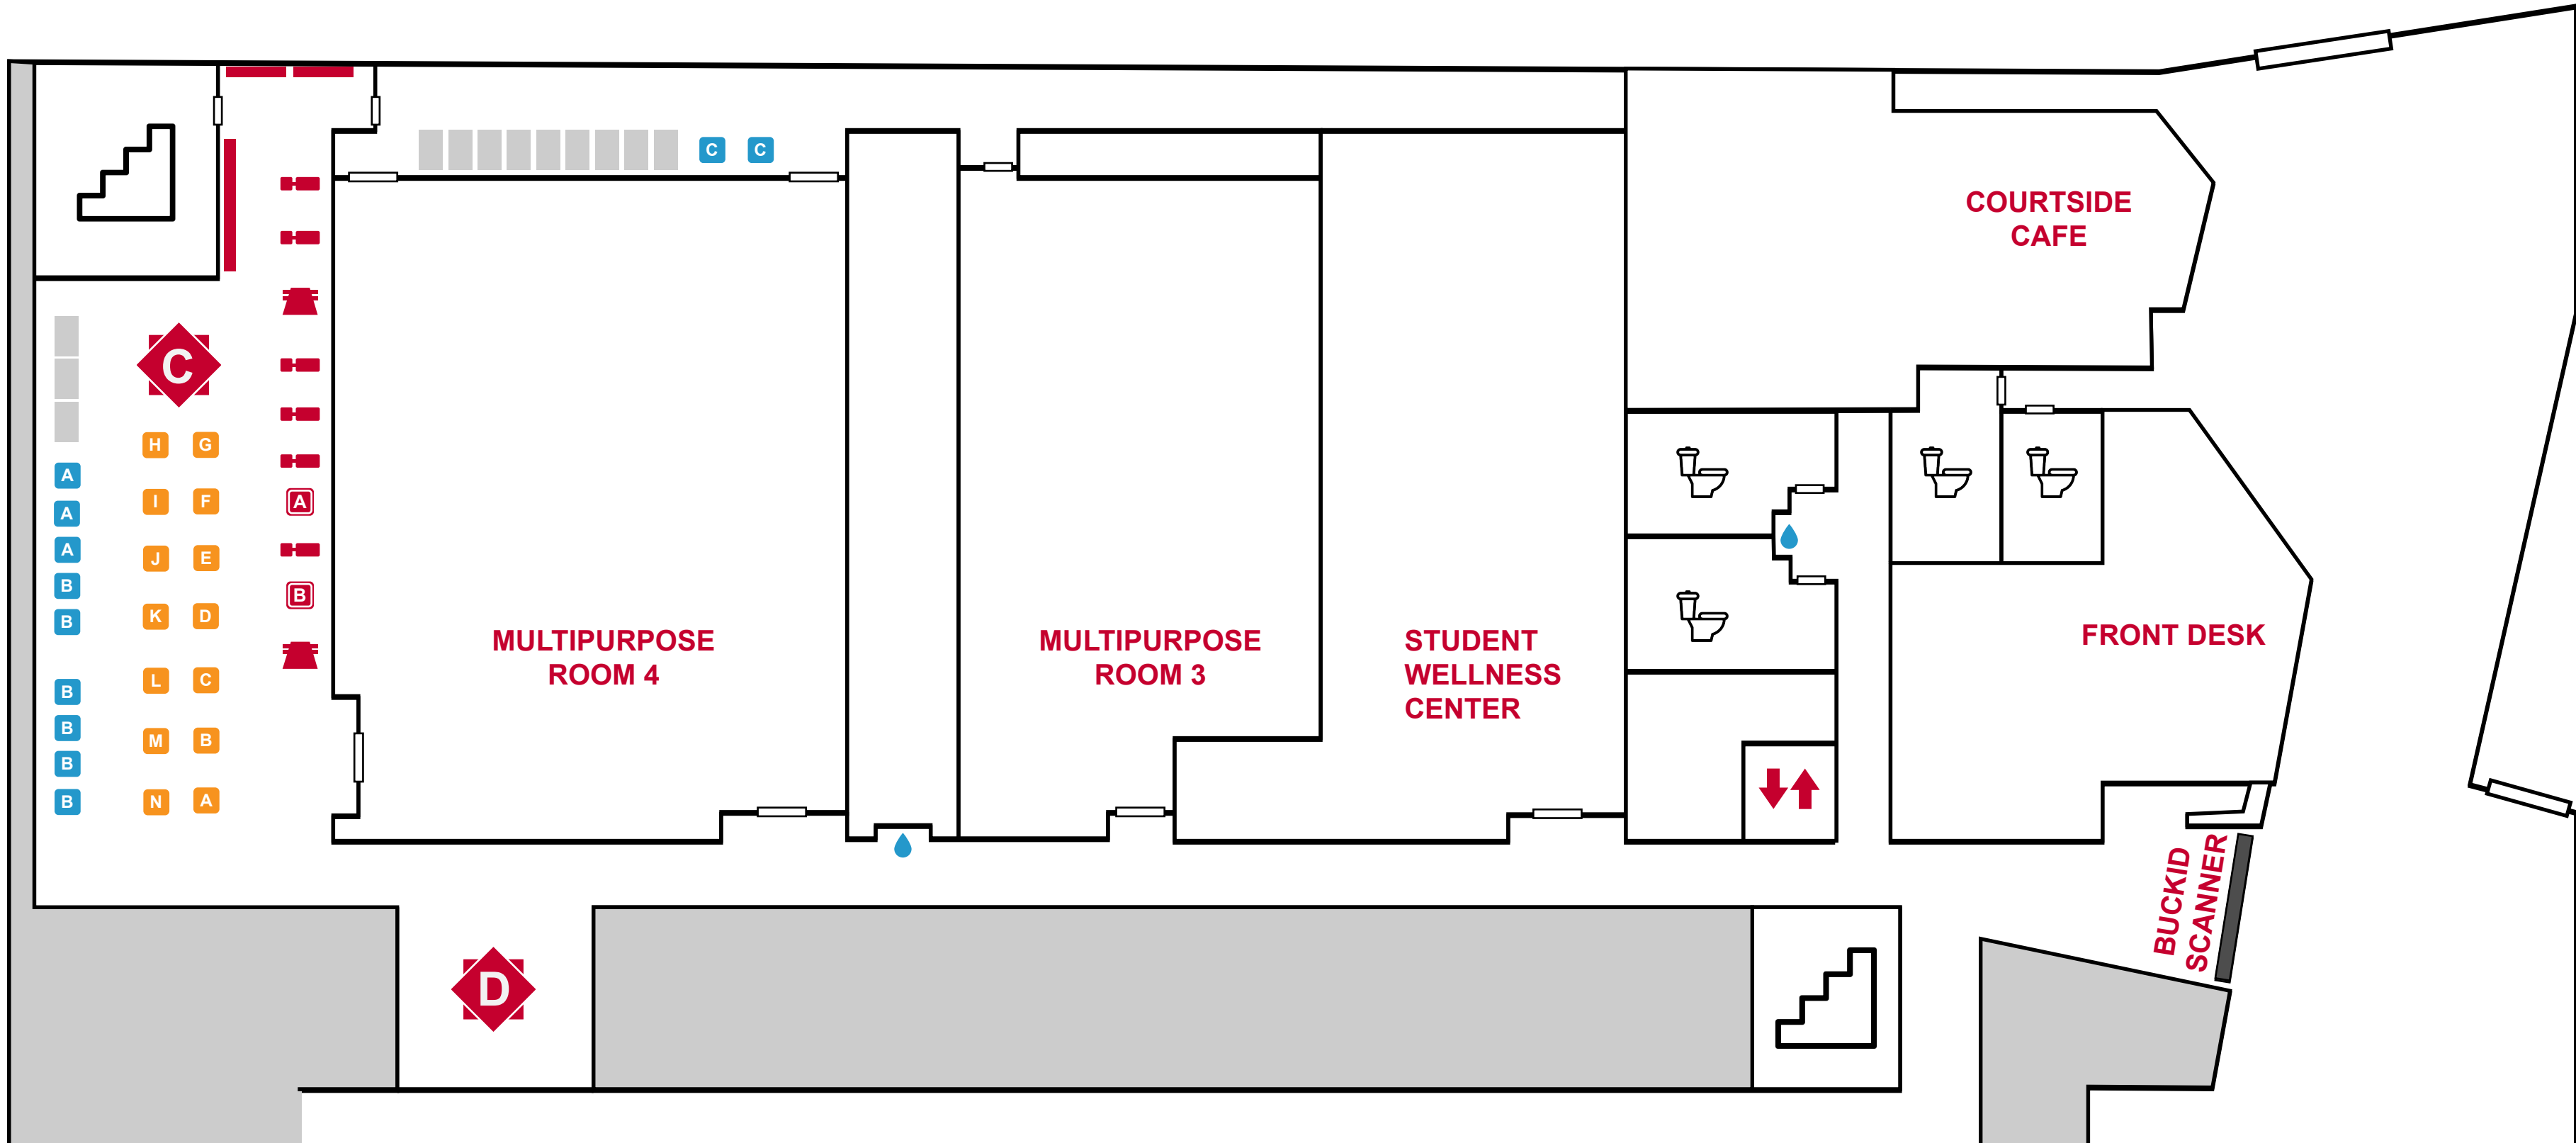 C C
COURTSIDE
CAFE
C
H G
A
I F
A
A
A
J E
B
B
K D
B
MULTIPURPOSE
ROOM 4
MULTIPURPOSE
ROOM 3
STUDENT
WELLNESS
CENTER
FRONT DESK
L C
B
B
M B
B
N A
B
BUCKID
SCANNER
D